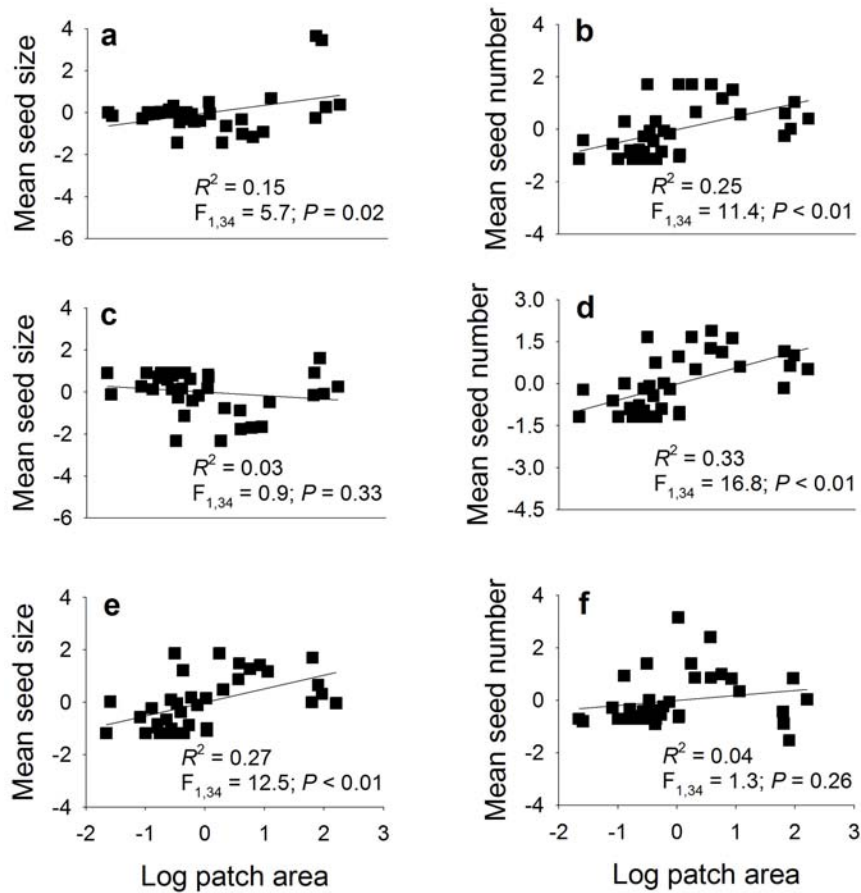 a
Mean seed size
4
2
0
-2
-4
-6
R² = 0.15
F1,34 = 5.7; P = 0.02
b
Mean seed number
4
2
0
-2
-4
R² = 0.25
F1,34 = 11.4; P < 0.01
c
Mean seed size
4
2
0
-2
-4
-6
R² = 0.03
F1,34 = 0.9; P = 0.33
d
Mean seed number
3.0
1.5
0.0
-1.5
-3.0
-4.5
R² = 0.33
F1,34 = 16.8; P < 0.01
e
Mean seed size
4
2
0
-2
-4
R² = 0.27
F1,34 = 12.5; P < 0.01
-2 -1 0 1 2 3
Log patch area
f
Mean seed number
4
2
0
-2
-4
R² = 0.04
F1,34 = 1.3; P = 0.26
-2 -1 0 1 2 3
Log patch area